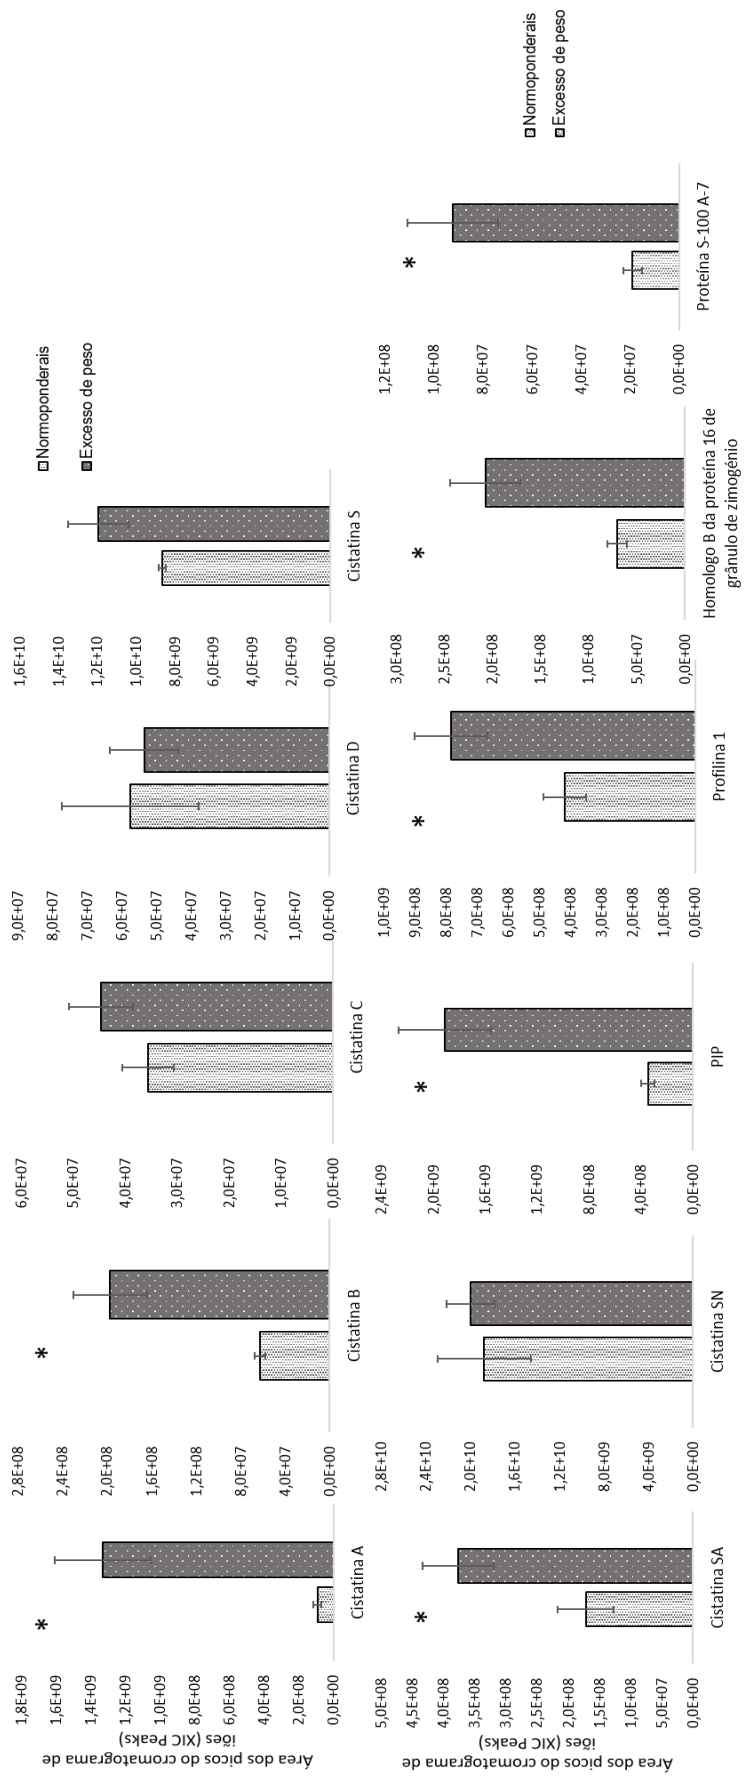 Área dos picos do cromatograma de
iões (XIC Peaks)
1,8E+09
1,6E+09
1,2E+09
1,0E+09
8,0E+08
6,0E+08
4,0E+08
0,0E+00
*
Cistatina A
2,8E+08
2,4E+08
2,0E+08
1,6E+08
1,2E+08
8,0E+07
4,0E+07
0,0E+00
*
Cistatina B
6,0E+07
5,0E+07
4,0E+07
3,0E+07
2,0E+07
1,0E+07
0,0E+00
Cistatina C
9,0E+07
8,0E+07
7,0E+07
6,0E+07
5,0E+07
4,0E+07
3,0E+07
2,0E+07
1,0E+07
0,0E+00
Cistatina D
1,6E+10
1,4E+10
1,2E+10
1,0E+10
8,0E+09
6,0E+09
4,0E+09
2,0E+09
0,0E+00
Cistatina S
Normoponderais
Excesso de peso
Área dos picos do cromatograma de
iões (XIC Peaks)
5,0E+08
4,5E+08
3,5E+08
3,0E+08
2,5E+08
2,0E+08
1,5E+08
1,0E+08
5,0E+07
0,0E+00
*
Cistatina SA
2,8E+10
2,4E+10
2,0E+10
1,6E+10
1,2E+10
8,0E+09
4,0E+09
0,0E+00
Cistatina SN
2,4E+09
2,0E+09
1,6E+09
1,2E+09
8,0E+08
4,0E+08
0,0E+00
*
PIP
1,0E+09
9,0E+08
8,0E+08
7,0E+08
6,0E+08
5,0E+08
4,0E+08
3,0E+08
2,0E+08
1,0E+08
0,0E+00
*
Profilina 1
3,0E+08
2,5E+08
2,0E+08
1,5E+08
1,0E+08
5,0E+07
0,0E+00
*
Homologo B da proteína 16 de
grânulo de zimogénio
1,2E+08
1,0E+08
8,0E+07
6,0E+07
4,0E+07
2,0E+07
0,0E+00
*
Proteína S-100 A-7
Normoponderais
Excesso de peso